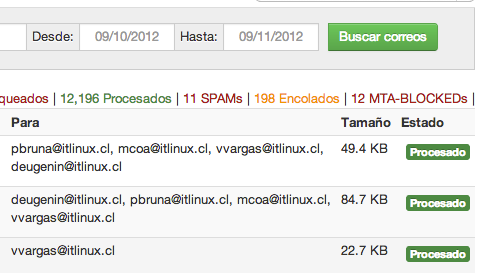 Desde: 09/10/2012 Hasta: 09/11/2012 Buscar correos
queados | 12,196 Procesados | 11 SPAMs | 198 Encolados | 12 MTA-BLOCKEDs |
Para Tamaño Estado
pbruna@itlinux.cl, mcoa@itlinux.cl, vvargas@itlinux.cl, 49.4 KB Procesado
deugenin@itlinux.cl
deugenin@itlinux.cl, pbruna@itlinux.cl, mcoa@itlinux.cl, 84.7 KB Procesado
vvargas@itlinux.cl
vvargas@itlinux.cl 22.7 KB Procesado